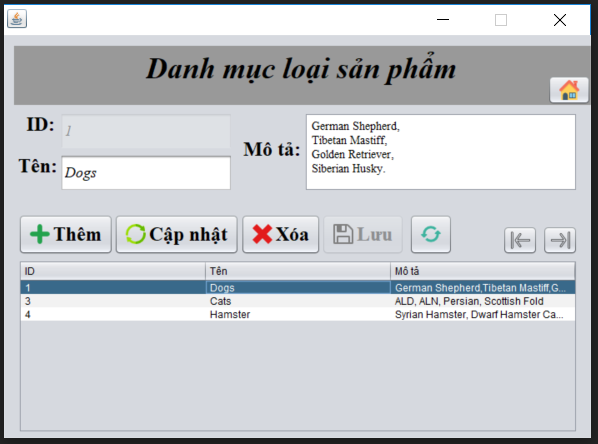 Danh mục loại sản phẩm
ID:
1
Tên:
Dogs
Mô tả:
German Shepherd,
Tibetan Mastiff,
Golden Retriever,
Siberian Husky.
Thêm
Cập nhật
Xóa
Lưu
ID Tên Mô tả
1 Dogs German Shepherd,Tibetan Mastiff,G...
3 Cats ALD, ALN, Persian, Scottish Fold
4 Hamster Syrian Hamster, Dwarf Hamster Ca...